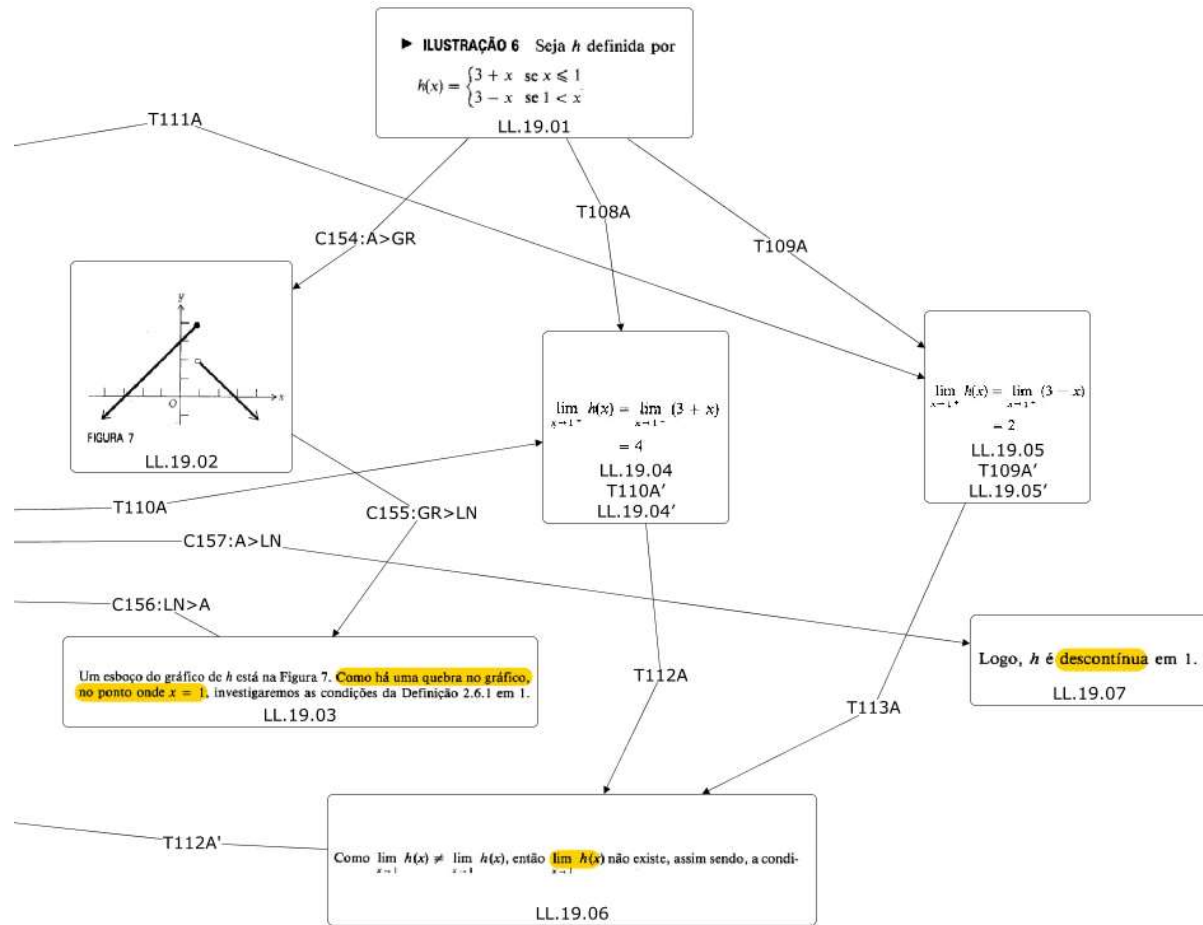 ► ILUSTRAÇÃO 6 Seja h definida por
h(x) = { 3 + x se x ⩽ 1
3 − x se 1 < x
LL.19.01
T111A
T108A
T109A
C154:A>GR
y
O
x
FIGURA 7
LL.19.02
lim h(x) = lim (3 + x)
x→1⁻ x→1⁻
= 4
LL.19.04
T110A'
LL.19.04'
lim h(x) = lim (3 − x)
x→1⁺ x→1⁺
= 2
LL.19.05
T109A'
LL.19.05'
T110A
C155:GR>LN
C157:A>LN
C156:LN>A
Um esboço do gráfico de h está na Figura 7. Como há uma quebra no gráfico,
no ponto onde x = 1, investigaremos as condições da Definição 2.6.1 em 1.
LL.19.03
T112A
T113A
Logo, h é descontínua em 1.
LL.19.07
T112A'
Como lim h(x) ≠ lim h(x), então lim h(x) não existe, assim sendo, a condi-
LL.19.06